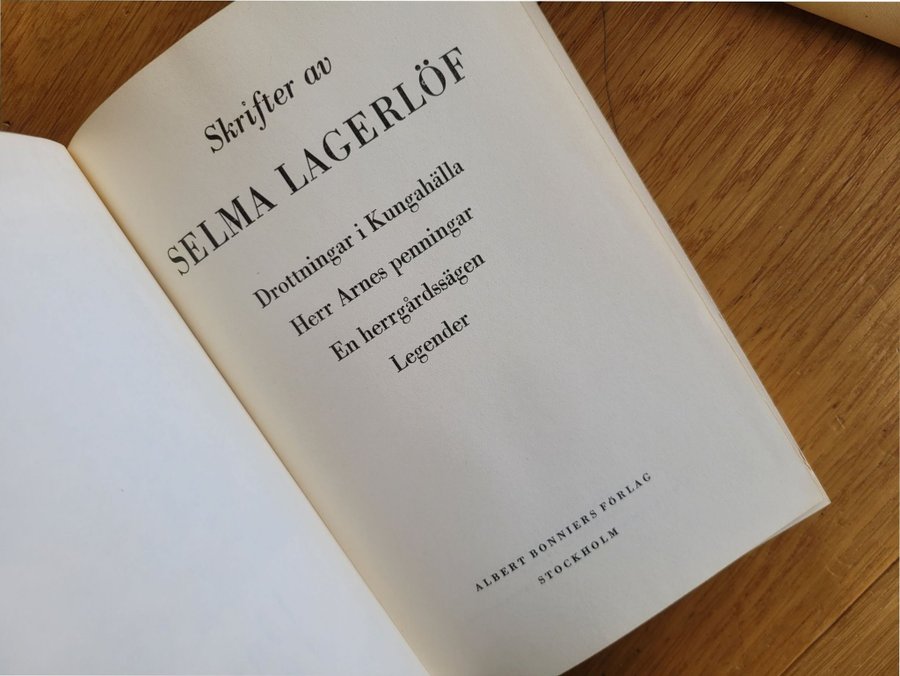 Skrifter av
SELMA LAGERLÖF
Drottningar i Kungahälla
Herr Arnes penningar
En herrgårdssägen
Legender
ALBERT BONNIERS FÖRLAG
STOCKHOLM